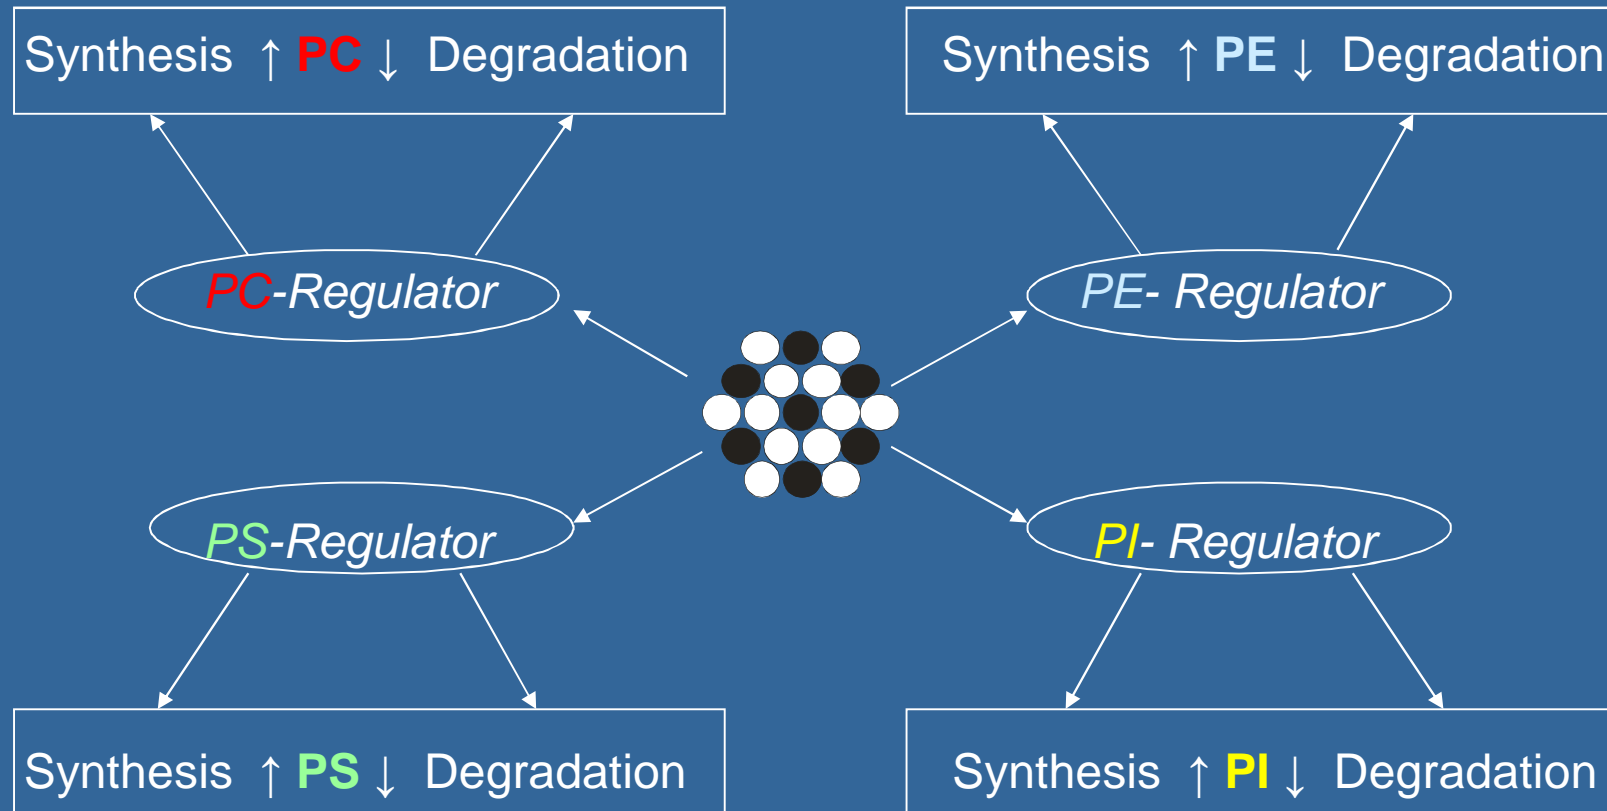 Synthesis ↑ PC ↓ Degradation
Synthesis ↑ PE ↓ Degradation
PC-Regulator
PE- Regulator
PS-Regulator
PI- Regulator
Synthesis ↑ PS ↓ Degradation
Synthesis ↑ PI ↓ Degradation